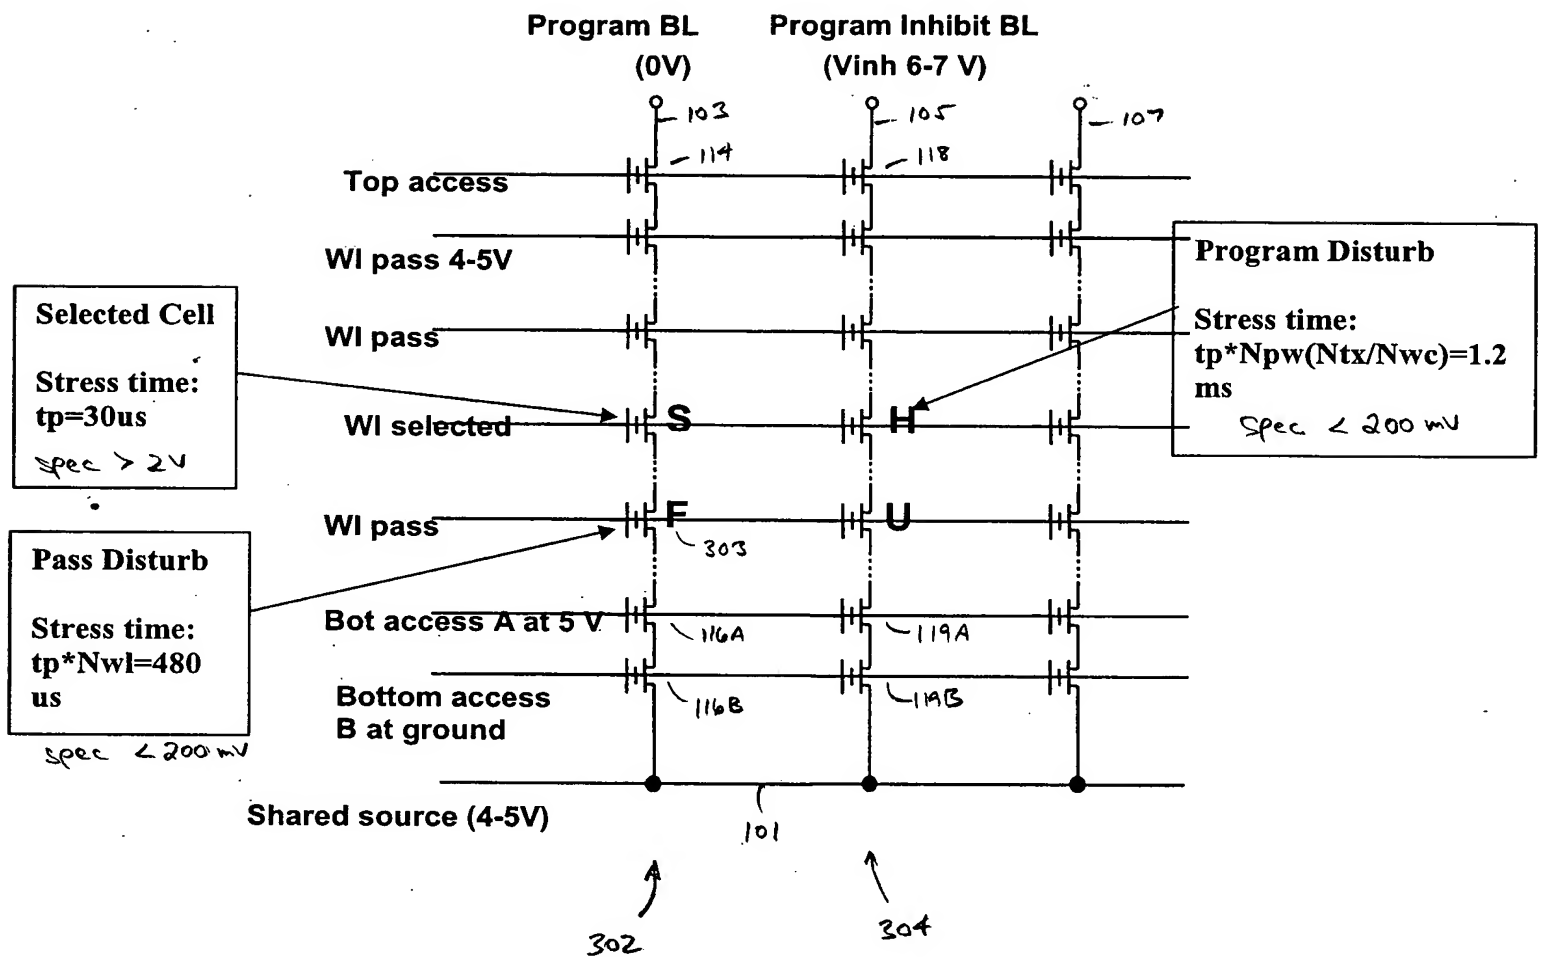 Program BL
(0V)
Program Inhibit BL
(Vinh 6-7 V)
103
105
107
114
118
Top access
Wl pass 4-5V
Program Disturb
Stress time:
tp*Npw(Ntx/Nwc)=1.2
ms
spec < 200 mV
Selected Cell
Stress time:
tp=30us
spec > 2V
Wl pass
Wl selected
S
H
Wl pass
F
U
303
Pass Disturb
Stress time:
tp*Nwl=480
us
spec < 200 mV
Bot access A at 5 V
116A
119A
Bottom access
B at ground
116B
119B
Shared source (4-5V)
101
302
304